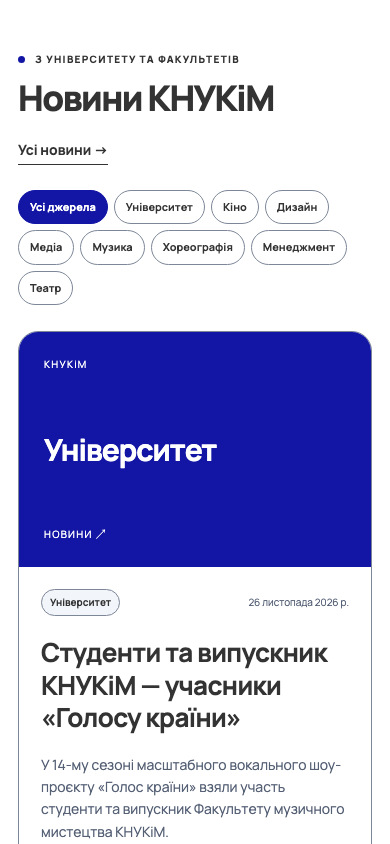 З УНІВЕРСИТЕТУ ТА ФАКУЛЬТЕТІВ
Новини КНУКіМ
Усі новини →
Усі джерела Університет Кіно Дизайн
Медіа Музика Хореографія Менеджмент
Театр
КНУКІМ
Університет
НОВИНИ ↗
Університет 26 листопада 2026 р.
Студенти та випускник
КНУКіМ — учасники
«Голосу країни»
У 14-му сезоні масштабного вокального шоу-
проєкту «Голос країни» взяли участь
студенти та випускник Факультету музичного
мистецтва КНУКіМ.